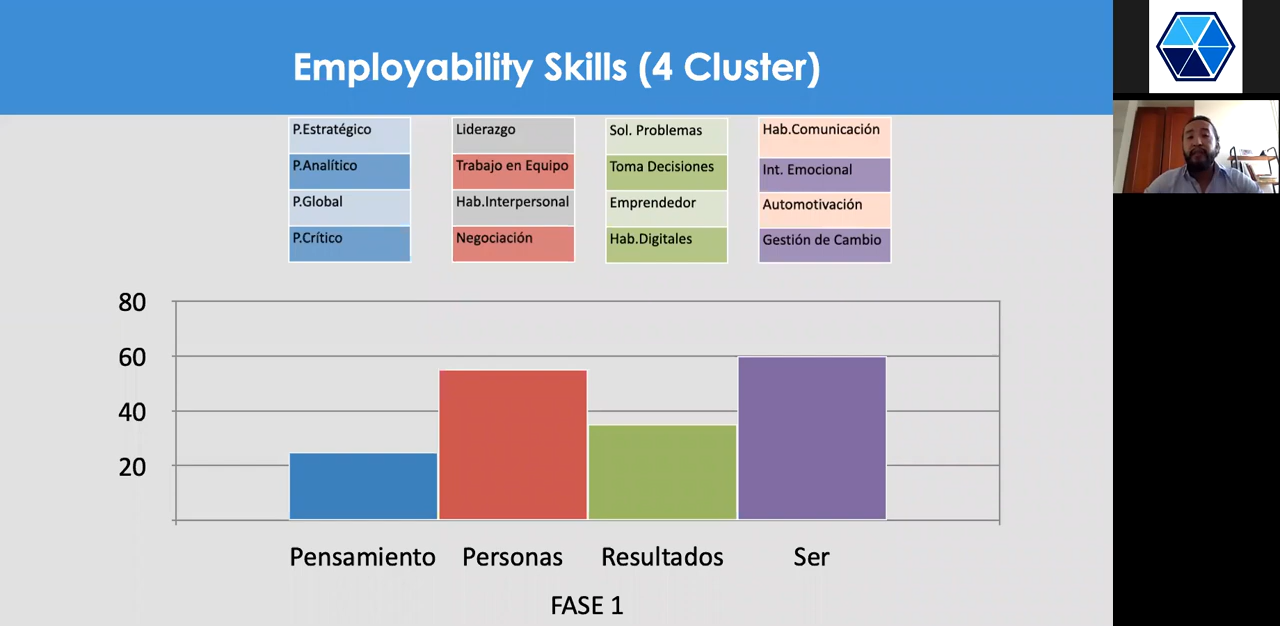 Employability Skills (4 Cluster)
P.Estratégico
P.Analítico
P.Global
P.Crítico
Liderazgo
Trabajo en Equipo
Hab.Interpersonal
Negociación
Sol. Problemas
Toma Decisiones
Emprendedor
Hab.Digitales
Hab.Comunicación
Int. Emocional
Automotivación
Gestión de Cambio
80
60
40
20
Pensamiento Personas Resultados Ser
FASE 1